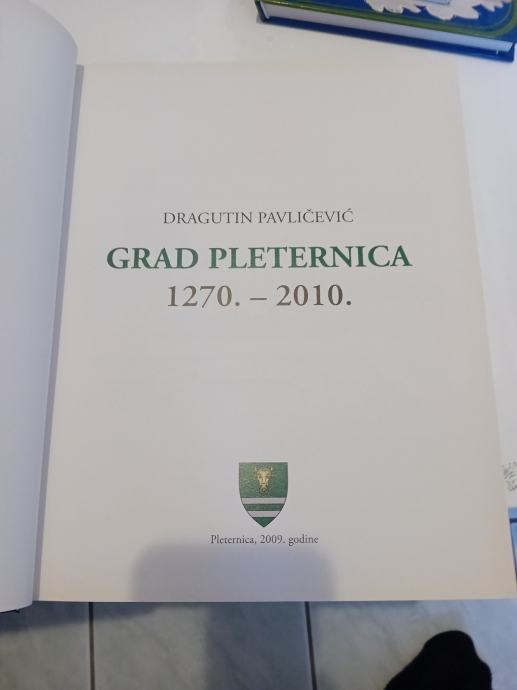 DRAGUTIN PAVLIČEVIĆ
GRAD PLETERNICA
1270. – 2010.
Pleternica, 2009. godine